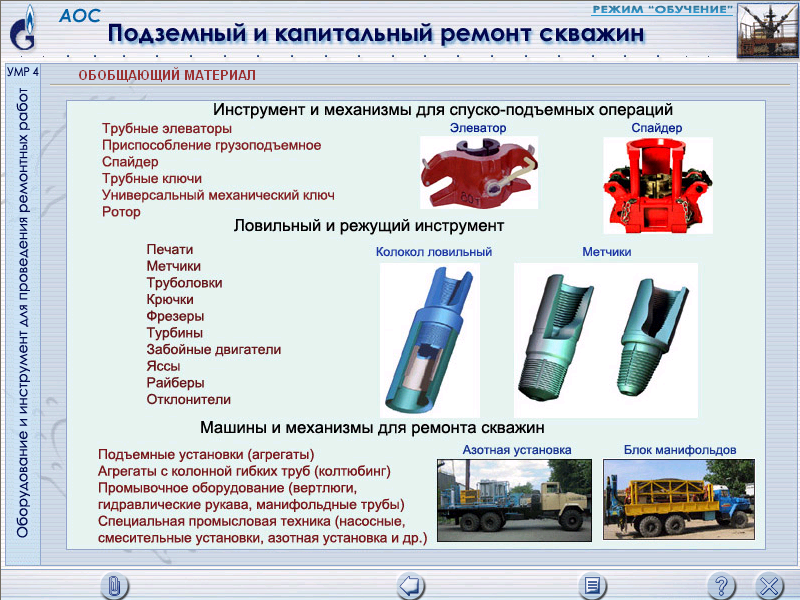 АОС
РЕЖИМ “ОБУЧЕНИЕ”
Подземный и капитальный ремонт скважин
УМР 4
Оборудование и инструмент для проведения ремонтных работ
ОБОБЩАЮЩИЙ МАТЕРИАЛ
Инструмент и механизмы для спуско-подъемных операций
Трубные элеваторы
Приспособление грузоподъемное
Спайдер
Трубные ключи
Универсальный механический ключ
Ротор
Элеватор
Спайдер
60т
Ловильный и режущий инструмент
Печати
Метчики
Труболовки
Крючки
Фрезеры
Турбины
Забойные двигатели
Яссы
Райберы
Отклонители
Колокол ловильный
Метчики
Машины и механизмы для ремонта скважин
Подъемные установки (агрегаты)
Агрегаты с колонной гибких труб (колтюбинг)
Промывочное оборудование (вертлюги,
гидравлические рукава, манифольдные трубы)
Специальная промысловая техника (насосные,
смесительные установки, азотная установка и др.)
Азотная установка
Блок манифольдов
?